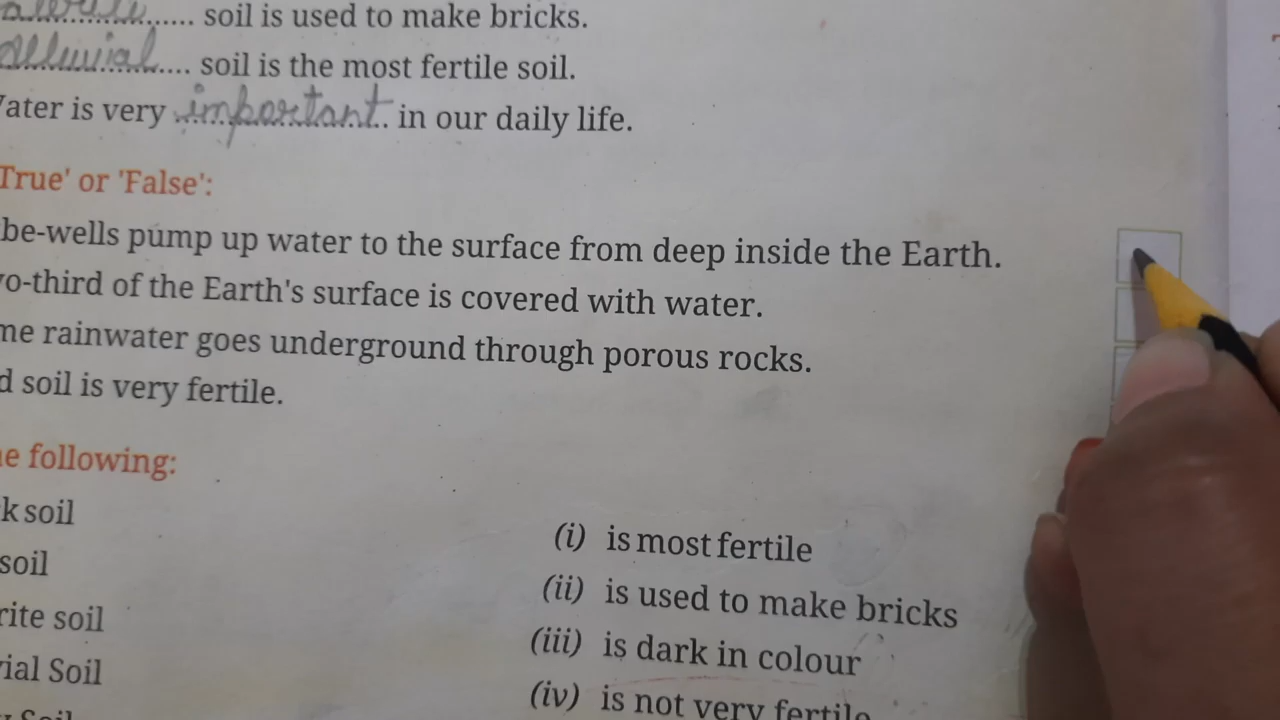 soil is used to make bricks.
alluvial soil is the most fertile soil.
ater is very important in our daily life.
True' or 'False':
be-wells pump up water to the surface from deep inside the Earth.
o-third of the Earth's surface is covered with water.
me rainwater goes underground through porous rocks.
d soil is very fertile.
e following:
k soil
(i) is most fertile
soil
(ii) is used to make bricks
rite soil
(iii) is dark in colour
vial Soil
(iv) is not very fertile
Soil